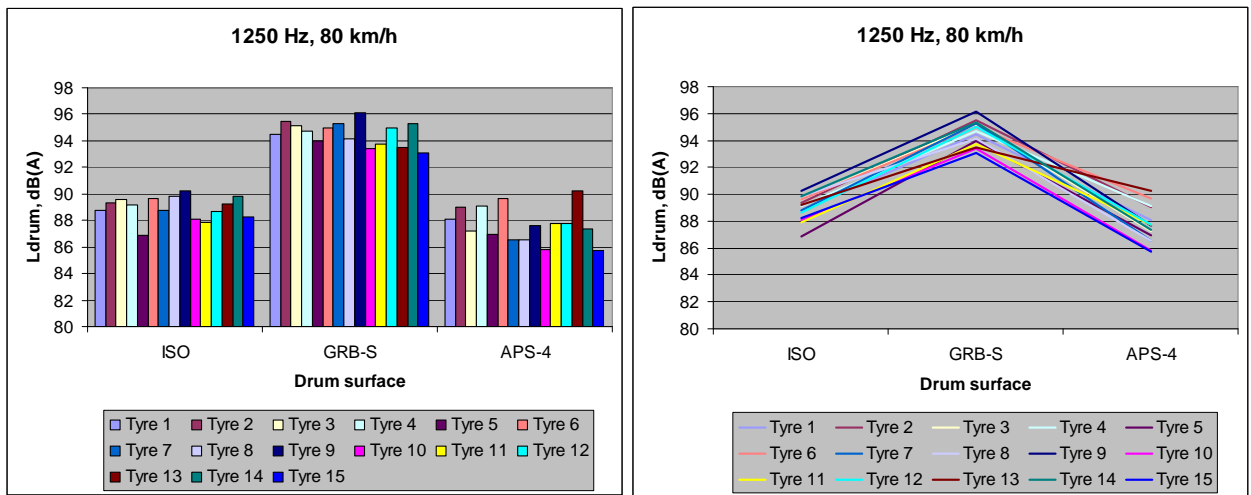 1250 Hz, 80 km/h
98
96
94
92
90
88
86
84
82
80
Ldrum, dB(A)
ISO GRB-S APS-4
Drum surface
Tyre 1 Tyre 2 Tyre 3 Tyre 4 Tyre 5 Tyre 6
Tyre 7 Tyre 8 Tyre 9 Tyre 10 Tyre 11 Tyre 12
Tyre 13 Tyre 14 Tyre 15
1250 Hz, 80 km/h
98
96
94
92
90
88
86
84
82
80
Ldrum, dB(A)
ISO GRB-S APS-4
Drum surface
Tyre 1 Tyre 2 Tyre 3 Tyre 4 Tyre 5
Tyre 6 Tyre 7 Tyre 8 Tyre 9 Tyre 10
Tyre 11 Tyre 12 Tyre 13 Tyre 14 Tyre 15